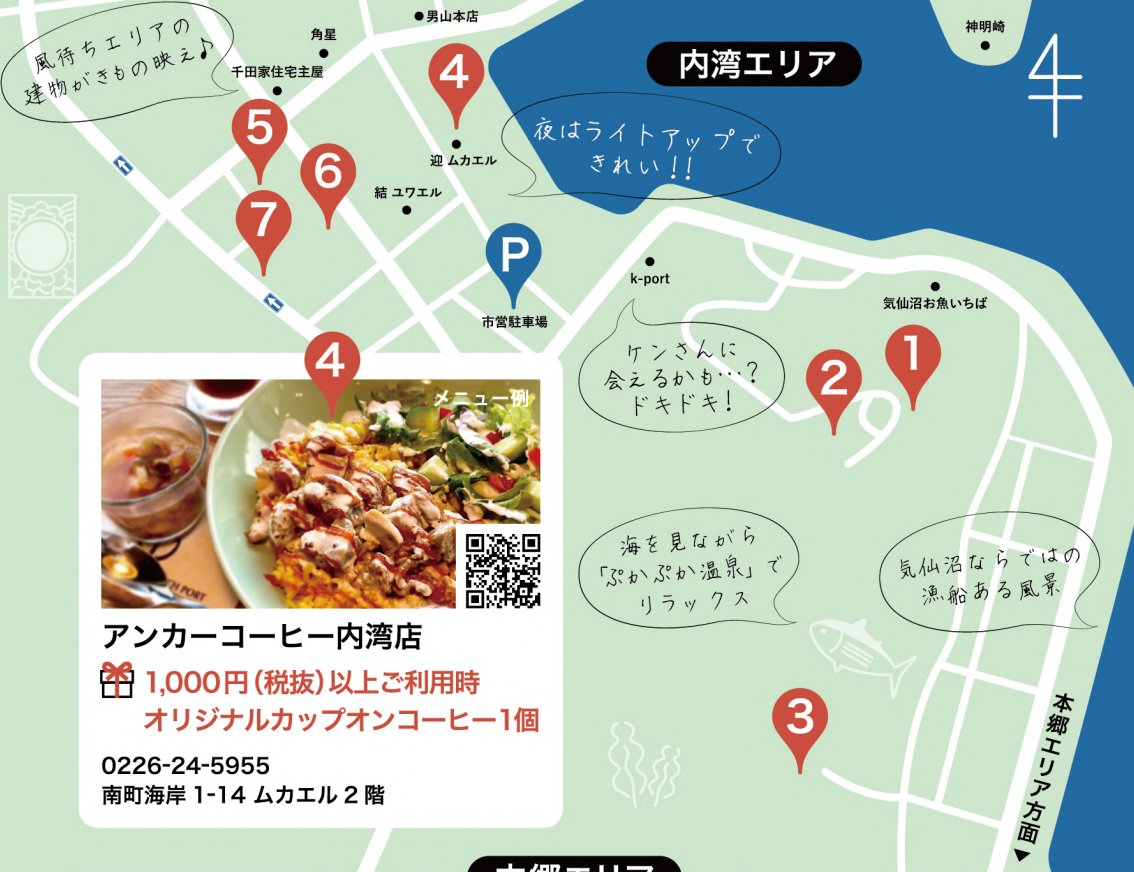 男山本店
風待ちエリアの
建物がきもの映え♪
角星
千田家住宅主屋
内湾エリア
神明崎
4
4
5
6
7
迎 ムカエル
結 ユワエル
夜はライトアップで
きれい!!
P
市営駐車場
k-port
気仙沼お魚いちば
ケンさんに
会えるかも…?
ドキドキ!
1
2
4
メニュー例
アンカーコーヒー内湾店
1,000円(税抜)以上ご利用時
オリジナルカップオンコーヒー1個
0226-24-5955
南町海岸 1-14 ムカエル 2 階
海を見ながら
「ぷかぷか温泉」で
リラックス
気仙沼ならではの
漁船ある風景
3
本郷エリア方面▼
本郷エリア